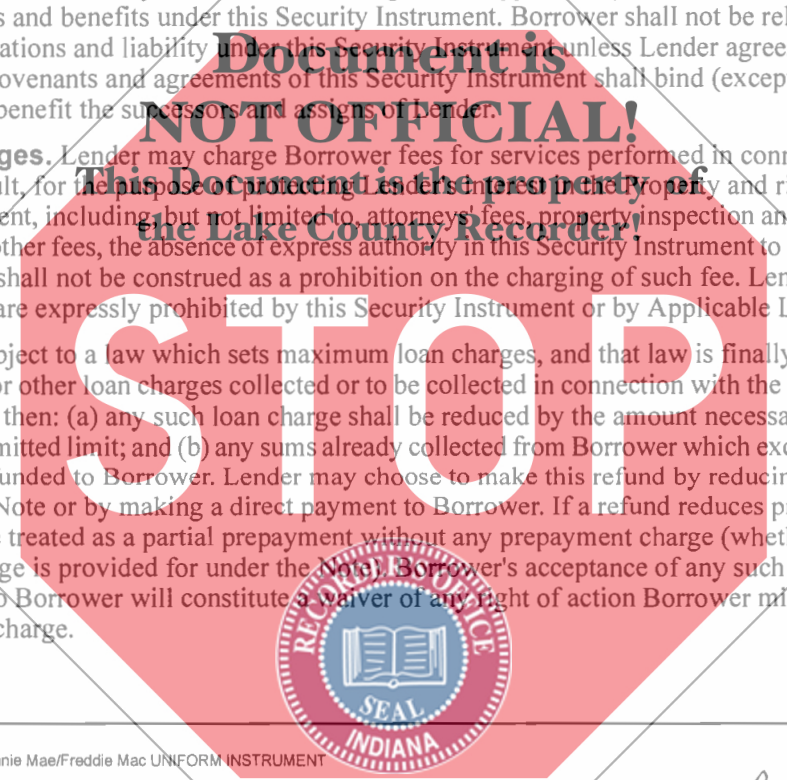 s and benefits under this Security Instrument. Borrower shall not be rel
ations and liability under this Security Instrument unless Lender agree
Document is
ovenants and agreements of this Security Instrument shall bind (excep
benefit the successors and assigns of Lender.
NOT OFFICIAL!
ges. Lender may charge Borrower fees for services performed in conn
ult, for the purpose of protecting Lender's interest in the Property and ri
This Document is the property of
ent, including, but not limited to, attorneys' fees, property inspection an
the Lake County Recorder!
other fees, the absence of express authority in this Security Instrument to
shall not be construed as a prohibition on the charging of such fee. Len
are expressly prohibited by this Security Instrument or by Applicable L
STOP
bject to a law which sets maximum loan charges, and that law is finally
or other loan charges collected or to be collected in connection with the
then: (a) any such loan charge shall be reduced by the amount necessa
mitted limit; and (b) any sums already collected from Borrower which exc
funded to Borrower. Lender may choose to make this refund by reducin
Note or by making a direct payment to Borrower. If a refund reduces p
e treated as a partial prepayment without any prepayment charge (whet
ge is provided for under the Note). Borrower's acceptance of any such
o Borrower will constitute a waiver of any right of action Borrower mi
charge.
RECORDER'S OFFICE
SEAL
INDIANA
nie Mae/Freddie Mac UNIFORM INSTRUMENT